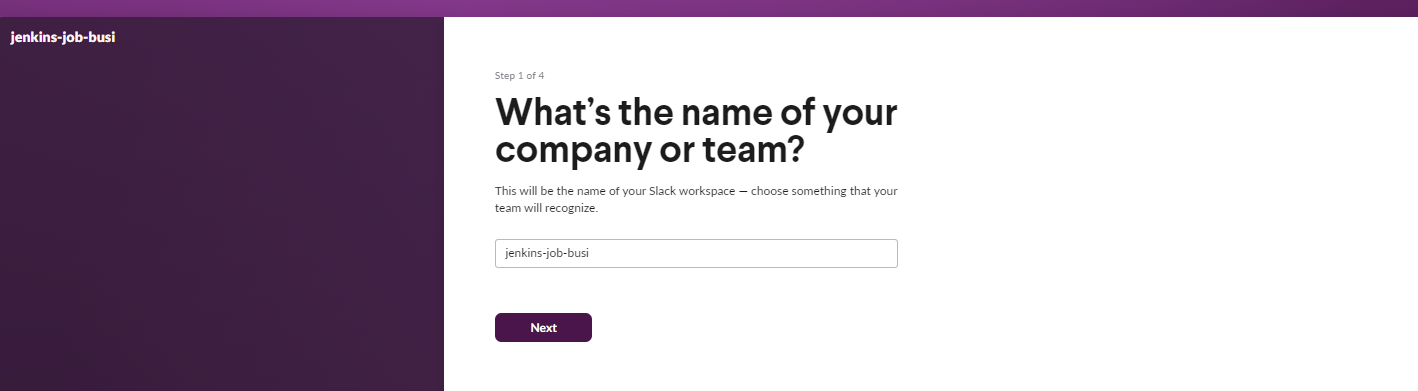 jenkins-job-busi
Step 1 of 4
What's the name of your
company or team?
This will be the name of your Slack workspace — choose something that your
team will recognize.
jenkins-job-busi
Next